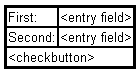 First: <entry field>
Second: <entry field>
<checkbutton>